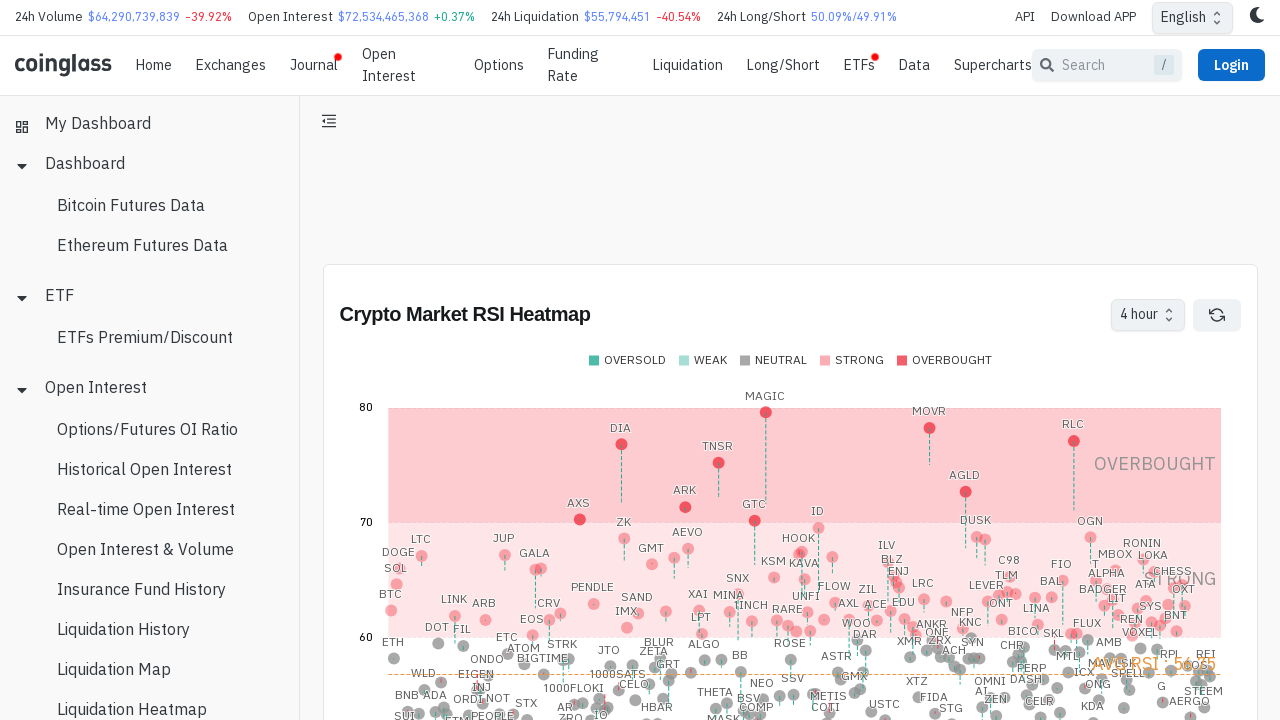 24h Volume $64,290,739,839 -39.92% Open Interest $72,534,465,368 +0.37% 24h Liquidation $55,794,451 -40.54% 24h Long/Short 50.09%/49.91% API Download APP English
coinglass Home Exchanges Journal Open Interest Options Funding Rate Liquidation Long/Short ETFs Data Supercharts Search / Login
My Dashboard
Dashboard
Bitcoin Futures Data
Ethereum Futures Data
ETF
ETFs Premium/Discount
Open Interest
Options/Futures OI Ratio
Historical Open Interest
Real-time Open Interest
Open Interest & Volume
Insurance Fund History
Liquidation History
Liquidation Map
Liquidation Heatmap
Crypto Market RSI Heatmap 4 hour
OVERSOLD WEAK NEUTRAL STRONG OVERBOUGHT
MAGIC
80
MOVR
DIA RLC
TNSR
OVERBOUGHT
AGLD
ARK
AXS GTC
ID
70 ZK DUSK OGN
AEVO
LTC JUP HOOK
GMT ILV RONIN
DOGE GALA MBOX LOKA
SOL KSM KAVA BLZ C98 FIO
ENJ TLM ALPHA CHESS
SNX STRONG
PENDLE FLOW ZIL LRC LEVER BAL ATA
BTC BADGER OXT
LINK ARB CRV SAND XAI MINA UNFI AXL ACE EDU ONT LIT
1INCH RARE LINA SYS
IMX NFP
EOS LPT WOO KNC REN BNT
DOT FIL ANKR FLUX
60 ETC DAR ONE BICO SKL VOXEL
ETH STRK BLUR ALGO ROSE XMR ZRX SYN CHR AMB
ATOM JTO ZETA BB ASTR ACH MTL
ONDO BIGTIME GRT PERP
WLD EIGEN 1000SATS NEO SSV GMX XTZ OMNI DASH ICX SPELL
INJ 1000FLOKI CELO THETA ONG G STEEM
BNB ADA ORDI NOT STX HBAR BSV METIS FIDA AI ZEN CELR AERGO
COMP COTI USTC STG KDA
SUI PEOPLE ZRO IO MASK